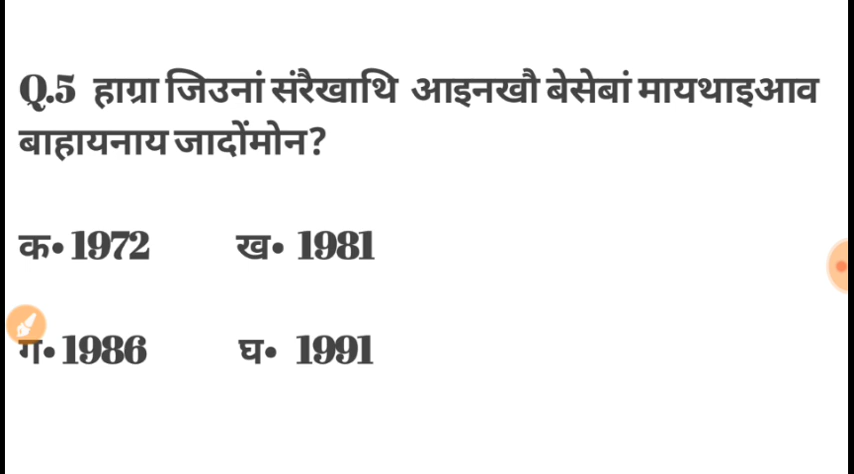 Q.5 हाग्रा जिउनां संरैखाथि आइनखौ बेसेबां मायथाइआव
बाहायनाय जादोंमोन?
क• 1972 ख• 1981
ग• 1986 घ• 1991